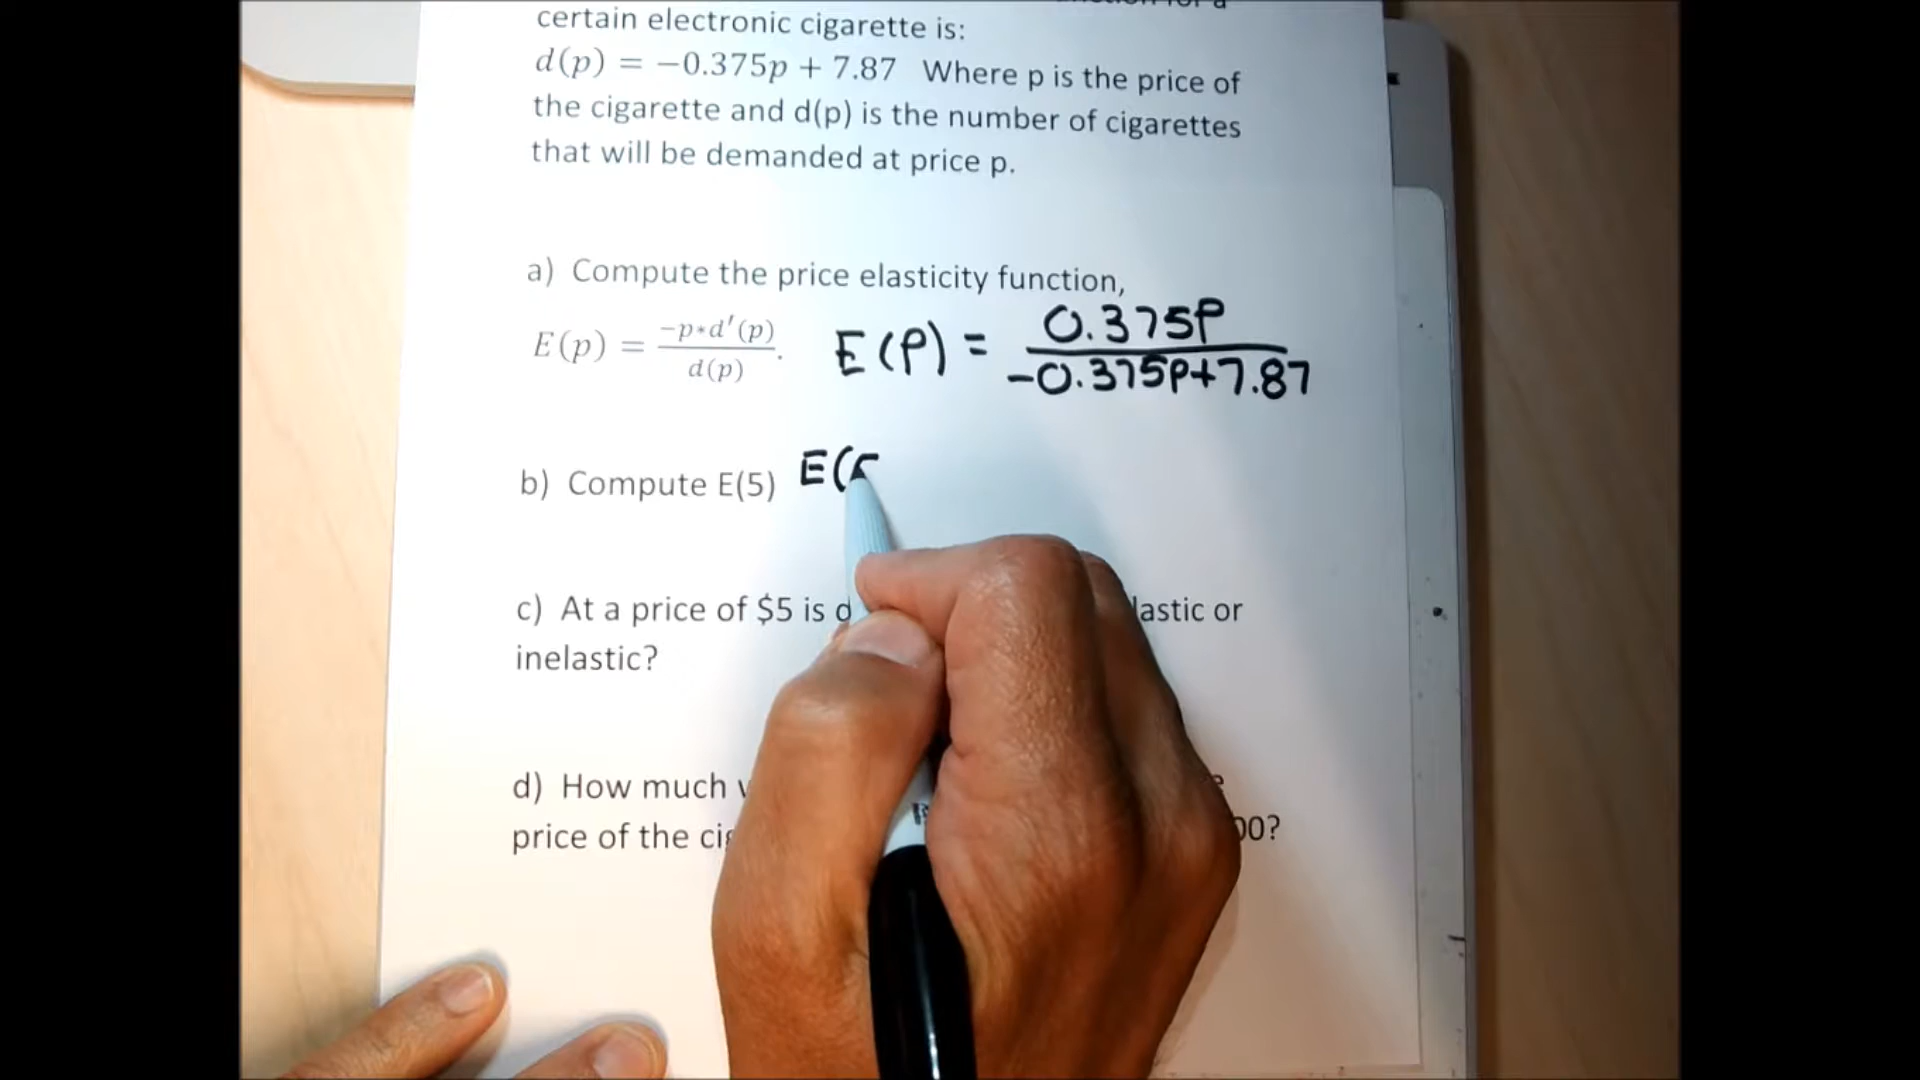 certain electronic cigarette is:
d(p) = −0.375p + 7.87 Where p is the price of
the cigarette and d(p) is the number of cigarettes
that will be demanded at price p.
a) Compute the price elasticity function,
E(p) = −p*d'(p) / d(p). E(P) = 0.375P / −0.375P+7.87
b) Compute E(5) E(5
c) At a price of $5 is lastic or
inelastic?
d) How much
price of the 00?